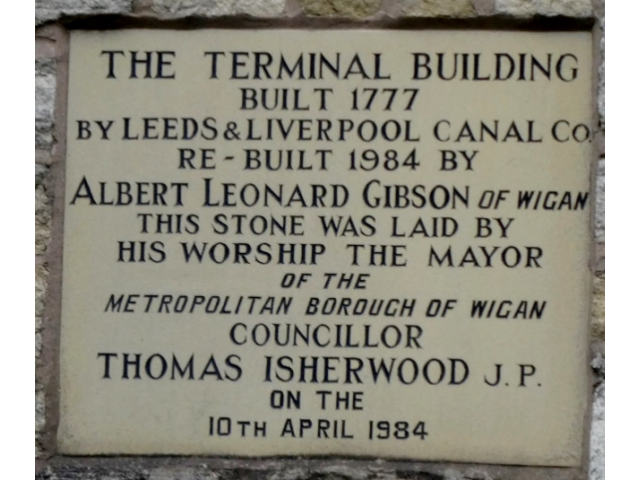 THE TERMINAL BUILDING
BUILT 1777
BY LEEDS & LIVERPOOL CANAL CO
RE-BUILT 1984 BY
ALBERT LEONARD GIBSON OF WIGAN
THIS STONE WAS LAID BY
HIS WORSHIP THE MAYOR
OF THE
METROPOLITAN BOROUGH OF WIGAN
COUNCILLOR
THOMAS ISHERWOOD J.P.
ON THE
10TH APRIL 1984